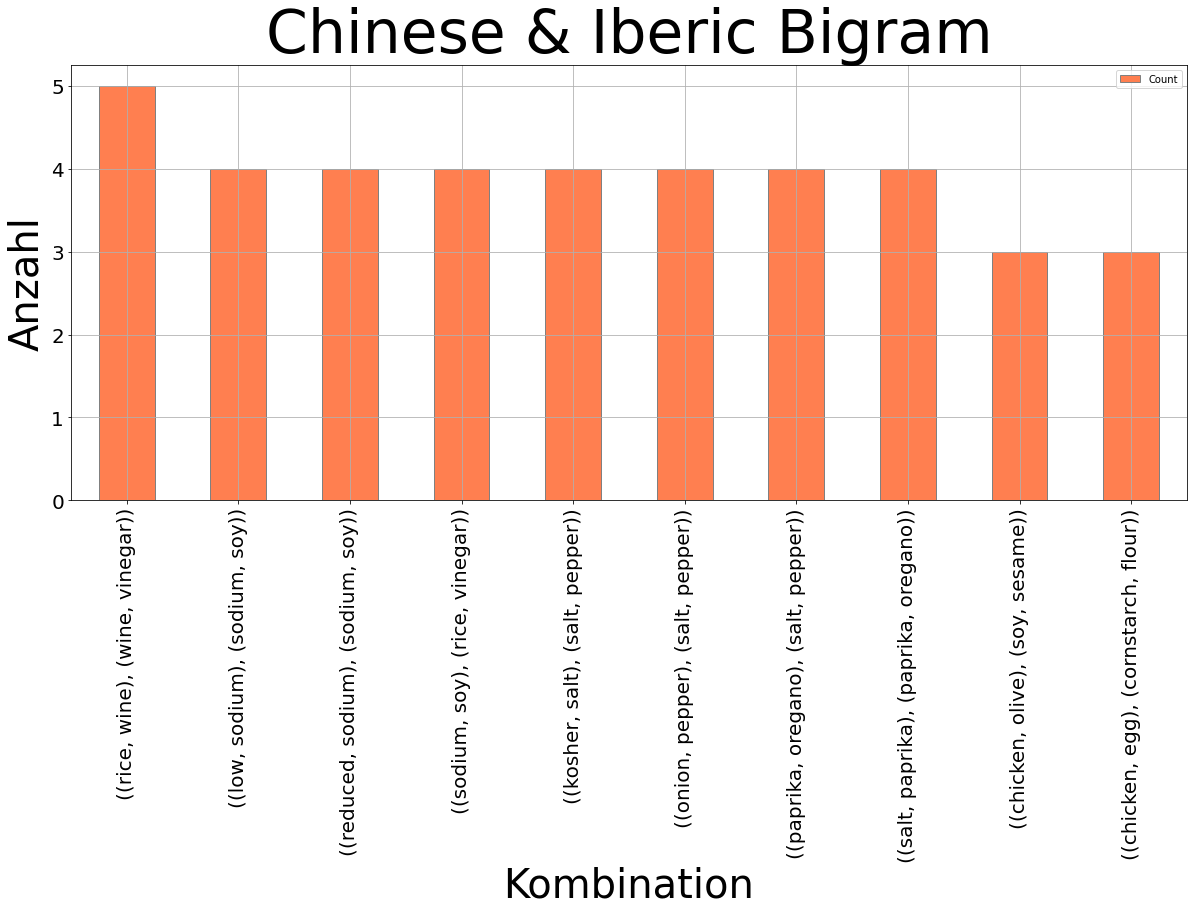 Chinese & Iberic Bigram
Count
Anzahl
5
4
3
2
1
0
((rice, wine), (wine, vinegar))
((low, sodium), (sodium, soy))
((reduced, sodium), (sodium, soy))
((sodium, soy), (rice, vinegar))
((kosher, salt), (salt, pepper))
((onion, pepper), (salt, pepper))
((paprika, oregano), (salt, pepper))
((salt, paprika), (paprika, oregano))
((chicken, olive), (soy, sesame))
((chicken, egg), (cornstarch, flour))
Kombination